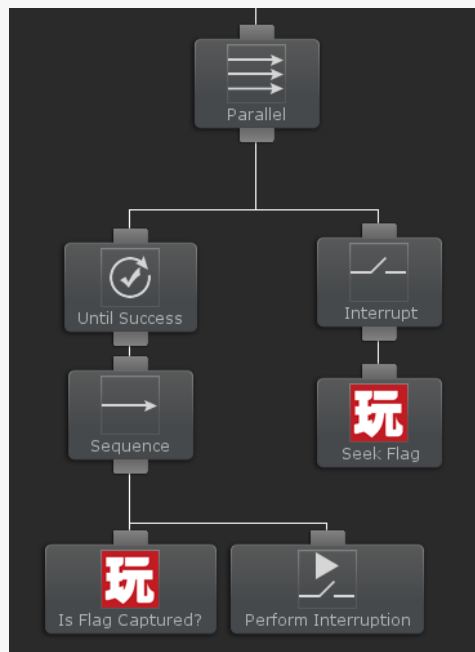 Parallel
Until Success
Interrupt
Sequence
玩
Seek Flag
玩
Is Flag Captured?
Perform Interruption